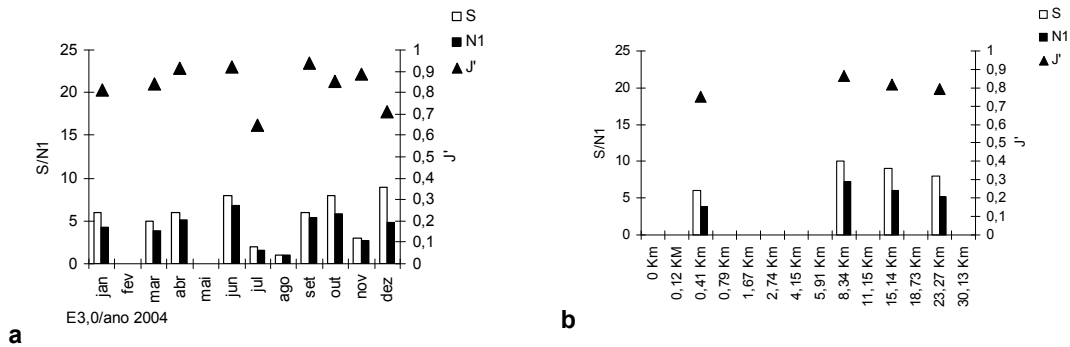 S
N1
J'
25
20
15
10
5
0
S/N1
1
0,9
0,8
0,7
0,6
0,5
0,4
0,3
0,2
0,1
0
J'
jan
fev
mar
abr
mai
jun
jul
ago
set
out
nov
dez
E3,0/ano 2004
a
S
N1
J'
25
20
15
10
5
0
S/N1
1
0,9
0,8
0,7
0,6
0,5
0,4
0,3
0,2
0,1
0
J'
0 Km
0,12 KM
0,41 Km
0,79 Km
1,67 Km
2,74 Km
4,15 Km
5,91 Km
8,34 Km
11,15 Km
15,14 Km
18,73 Km
23,27 Km
30,13 Km
b